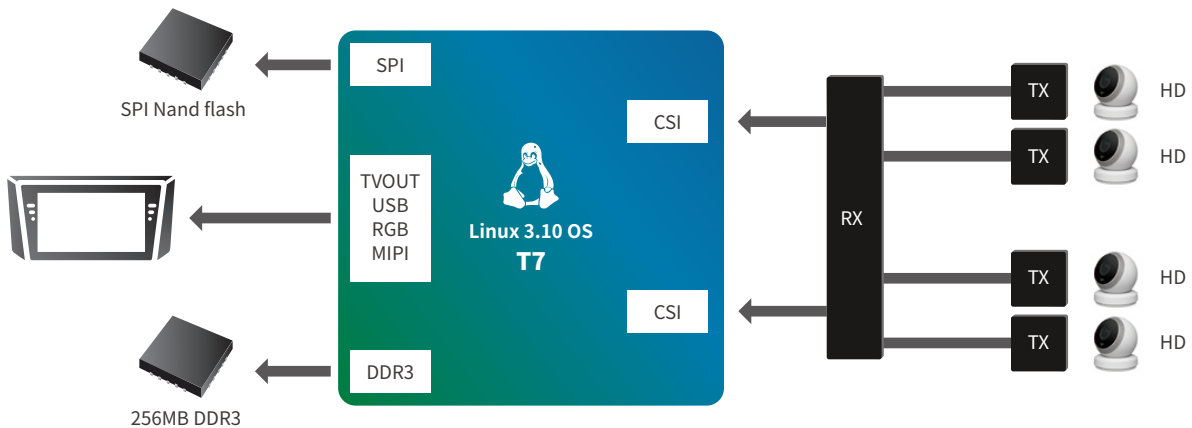 SPI
SPI Nand flash
TVOUT
USB
RGB
MIPI
DDR3
256MB DDR3
Linux 3.10 OS
T7
CSI
CSI
RX
TX
HD
TX
HD
TX
HD
TX
HD